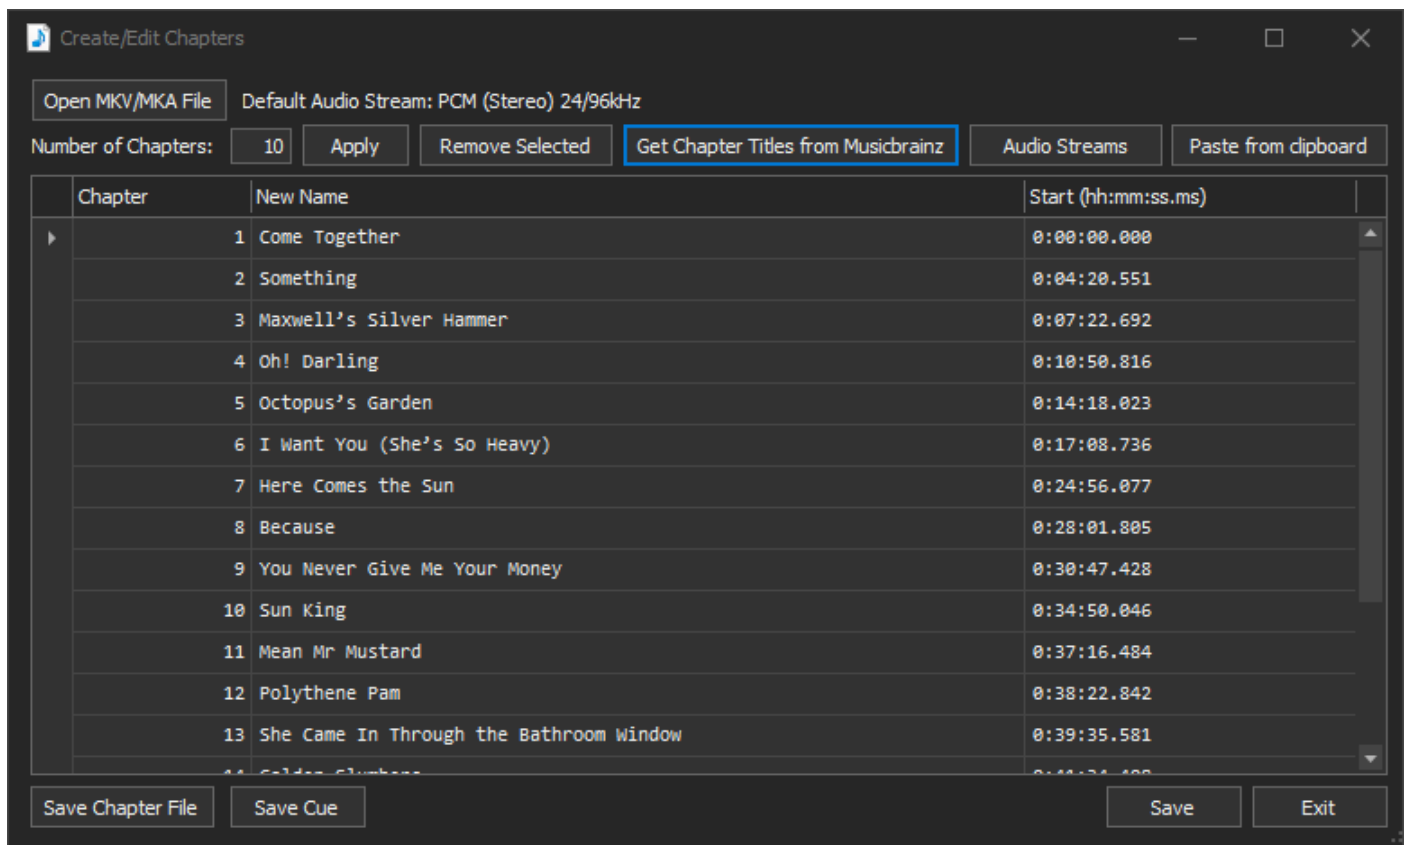 Create/Edit Chapters
Open MKV/MKA File Default Audio Stream: PCM (Stereo) 24/96kHz
Number of Chapters: 10 Apply Remove Selected Get Chapter Titles from Musicbrainz Audio Streams Paste from clipboard
Chapter New Name Start (hh:mm:ss.ms)
1 Come Together 0:00:00.000
2 Something 0:04:20.551
3 Maxwell’s Silver Hammer 0:07:22.692
4 Oh! Darling 0:10:50.816
5 Octopus’s Garden 0:14:18.023
6 I Want You (She’s So Heavy) 0:17:08.736
7 Here Comes the Sun 0:24:56.077
8 Because 0:28:01.805
9 You Never Give Me Your Money 0:30:47.428
10 Sun King 0:34:50.046
11 Mean Mr Mustard 0:37:16.484
12 Polythene Pam 0:38:22.842
13 She Came In Through the Bathroom Window 0:39:35.581
14 Golden Slumbers
Save Chapter File Save Cue Save Exit